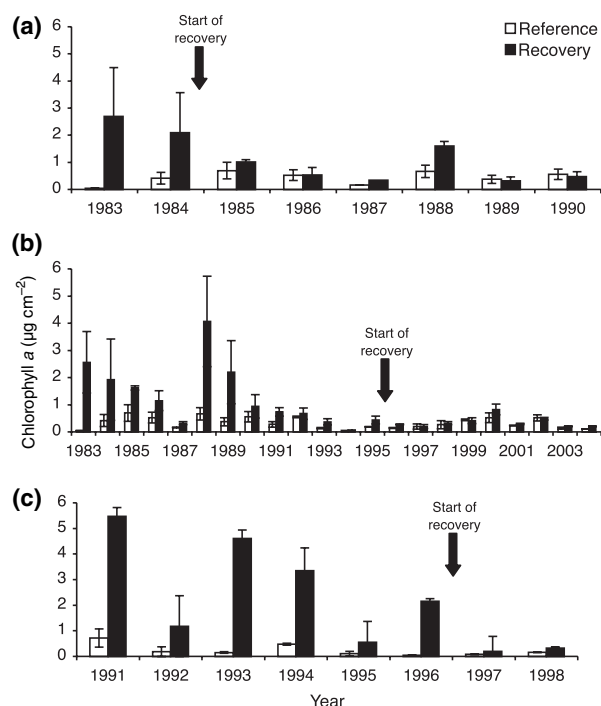 (a)
Start of
recovery
Reference
Recovery
6
5
4
3
2
1
0
1983 1984 1985 1986 1987 1988 1989 1990
(b)
Chlorophyll a (μg cm−2)
6
5
4
3
2
1
0
Start of
recovery
1983 1985 1987 1989 1991 1993 1995 1997 1999 2001 2003
(c)
6
5
4
3
2
1
0
Start of
recovery
1991 1992 1993 1994 1995 1996 1997 1998
Year